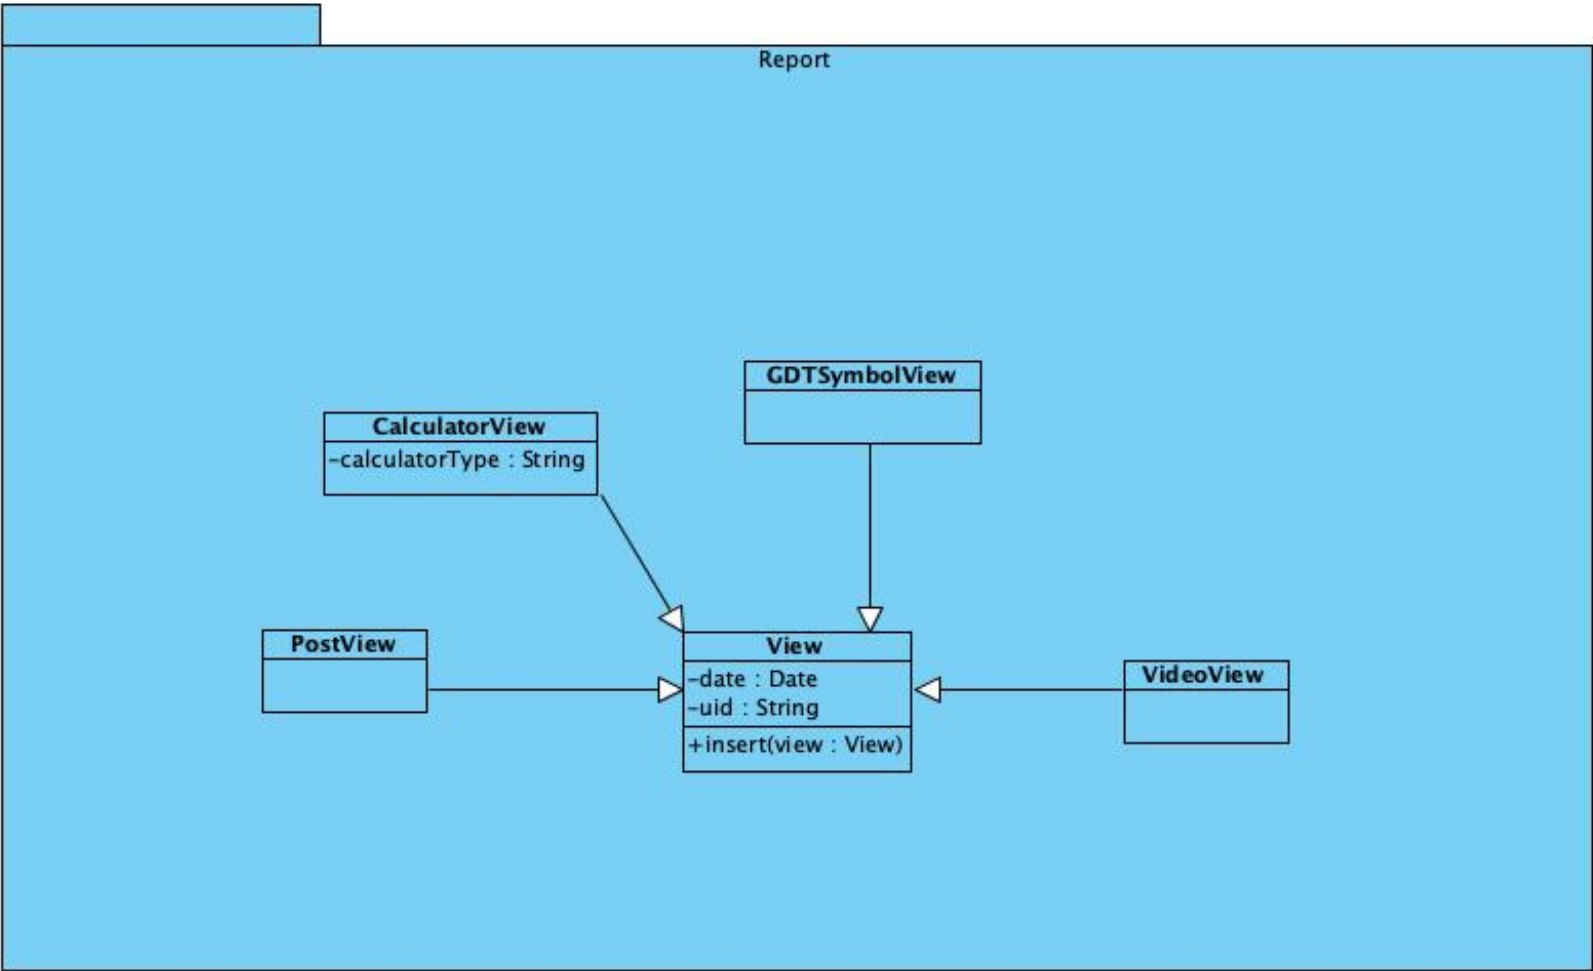 Report
GDTSymbolView
CalculatorView
-calculatorType : String
PostView
View
-date : Date
-uid : String
+insert(view : View)
VideoView